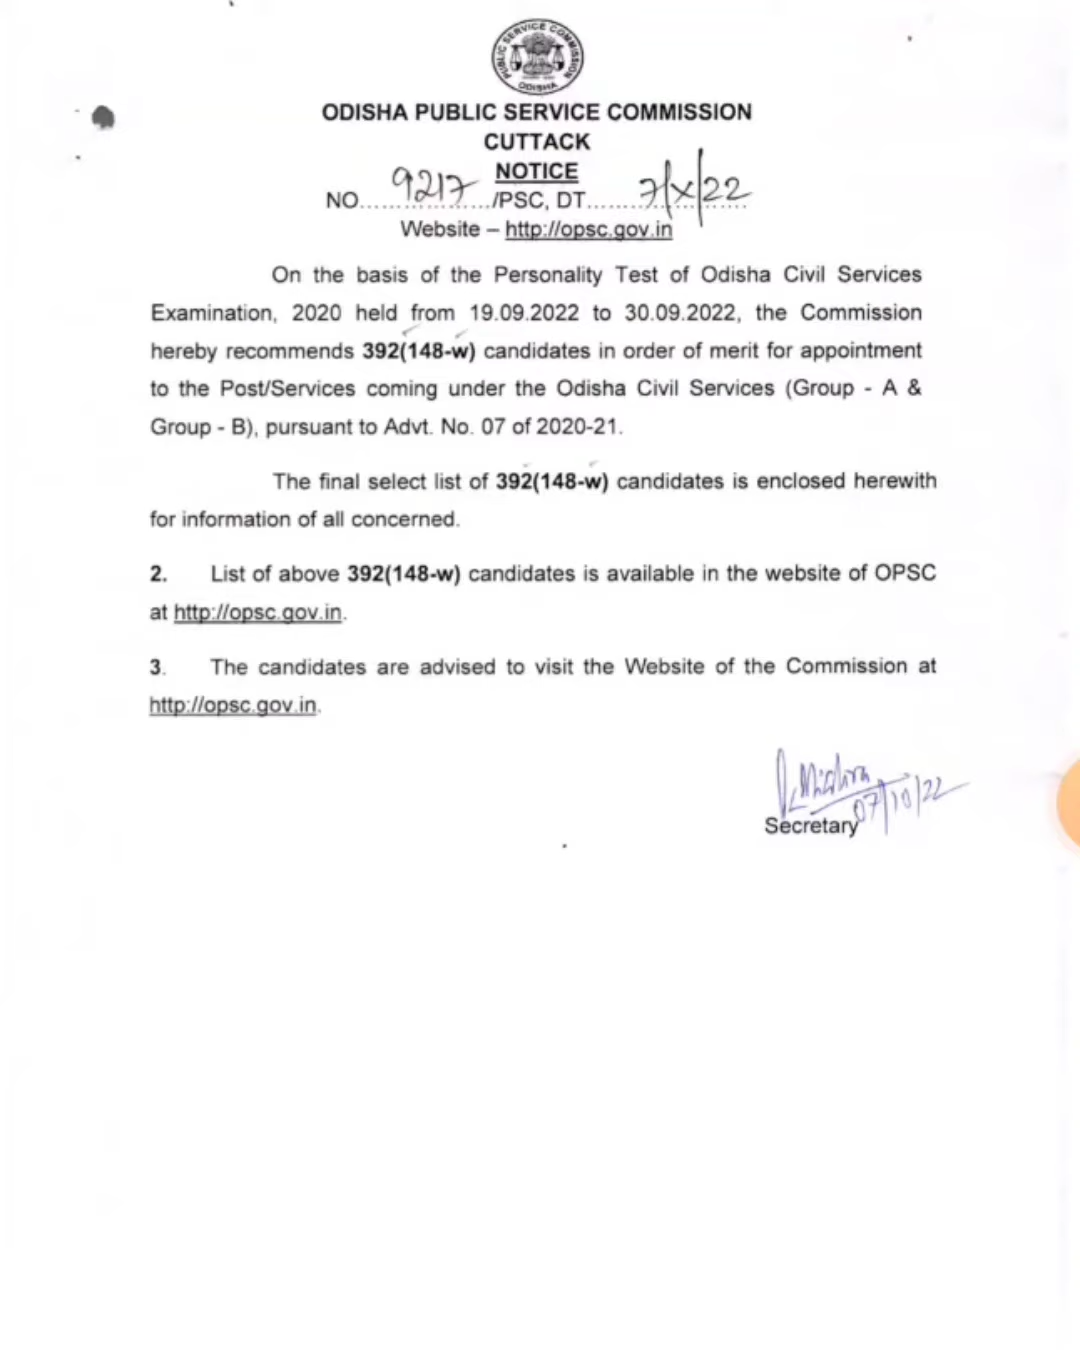 PUBLIC SERVICE COMMISSION
ODISHA
ODISHA PUBLIC SERVICE COMMISSION
CUTTACK
NOTICE
NO....9217..../PSC, DT....7/X/22....
Website – http://opsc.gov.in
On the basis of the Personality Test of Odisha Civil Services
Examination, 2020 held from 19.09.2022 to 30.09.2022, the Commission
hereby recommends 392(148-w) candidates in order of merit for appointment
to the Post/Services coming under the Odisha Civil Services (Group - A &
Group - B), pursuant to Advt. No. 07 of 2020-21.
The final select list of 392(148-w) candidates is enclosed herewith
for information of all concerned.
2. List of above 392(148-w) candidates is available in the website of OPSC
at http://opsc.gov.in.
3. The candidates are advised to visit the Website of the Commission at
http://opsc.gov.in.
07/10/22
Secretary